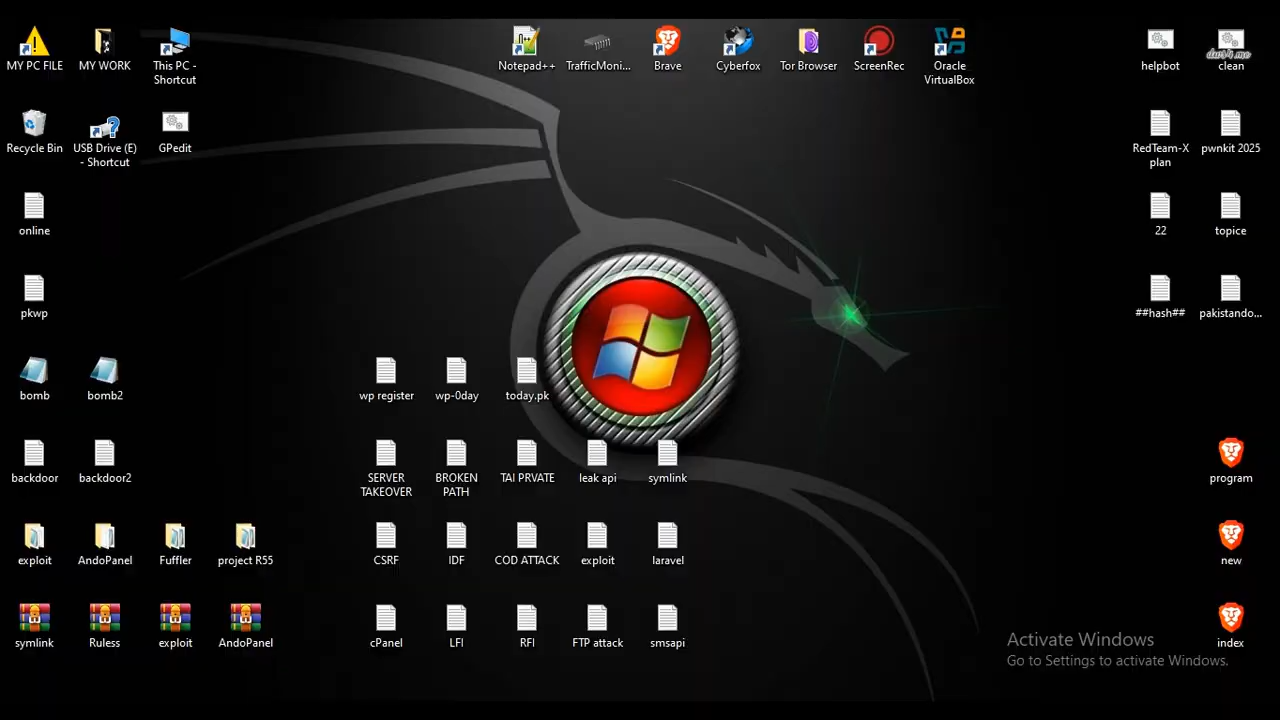 MY PC FILE
MY WORK
This PC -
Shortcut
Notepad++
TrafficMoni...
Brave
Cyberfox
Tor Browser
ScreenRec
Oracle
VirtualBox
helpbot
clean
Recycle Bin
USB Drive (E)
- Shortcut
GPedit
RedTeam-X
plan
pwnkit 2025
online
22
topice
pkwp
##hash##
pakistando...
bomb
bomb2
wp register
wp-0day
today.pk
backdoor
backdoor2
SERVER
TAKEOVER
BROKEN
PATH
TAI PRVATE
leak api
symlink
program
exploit
AndoPanel
Fuffler
project R55
CSRF
IDF
COD ATTACK
exploit
laravel
new
symlink
Ruless
exploit
AndoPanel
cPanel
LFI
RFI
FTP attack
smsapi
index
Activate Windows
Go to Settings to activate Windows.